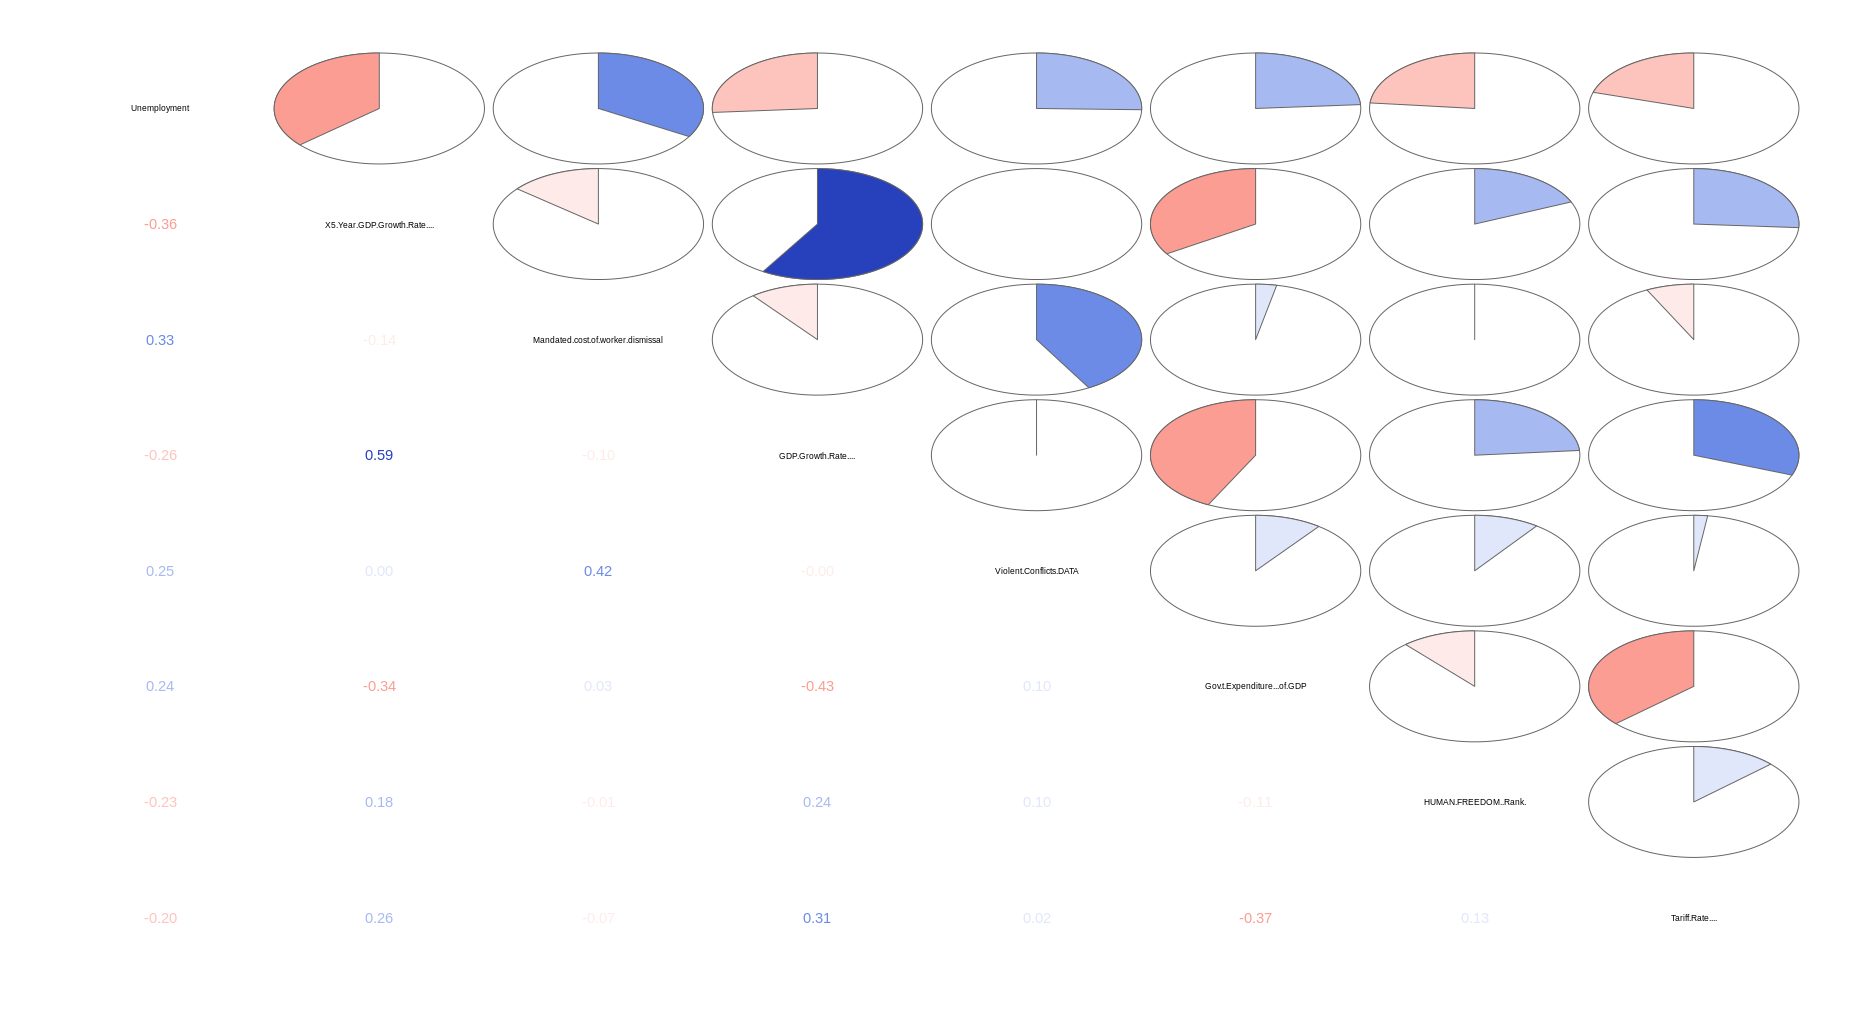 Unemployment
-0.36 X5.Year.GDP.Growth.Rate....
0.33 -0.14 Mandated.cost.of.worker.dismissal
-0.26 0.59 -0.10 GDP.Growth.Rate....
0.25 0.00 0.42 -0.00 Violent.Conflicts.DATA
0.24 -0.34 0.03 -0.43 0.10 Gov.t.Expenditure...of.GDP
-0.23 0.18 -0.01 0.24 0.10 -0.11 HUMAN.FREEDOM..Rank.
-0.20 0.26 -0.07 0.31 0.02 -0.37 0.13 Tariff.Rate....